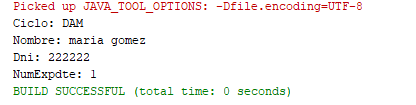 Picked up JAVA_TOOL_OPTIONS: -Dfile.encoding=UTF-8
Ciclo: DAM
Nombre: maria gomez
Dni: 222222
NumExpdte: 1
BUILD SUCCESSFUL (total time: 0 seconds)